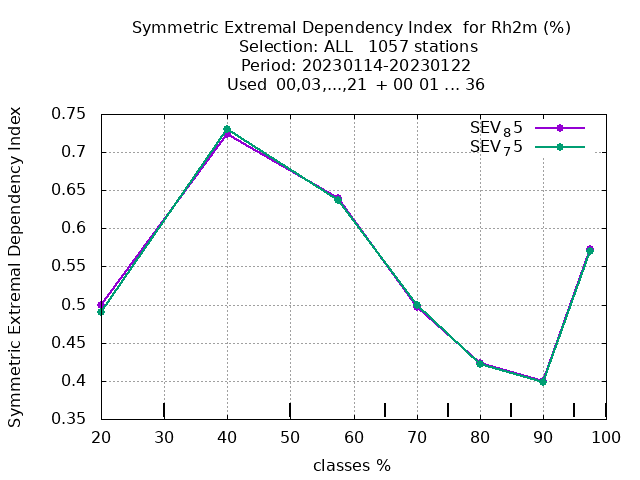 Symmetric Extremal Dependency Index for Rh2m (%)
Selection: ALL 1057 stations
Period: 20230114-20230122
Used 00,03,...,21 + 00 01 ... 36
Symmetric Extremal Dependency Index
0.75
0.7
0.65
0.6
0.55
0.5
0.45
0.4
0.35
SEV₈5
SEV₇5
20 30 40 50 60 70 80 90 100
classes %